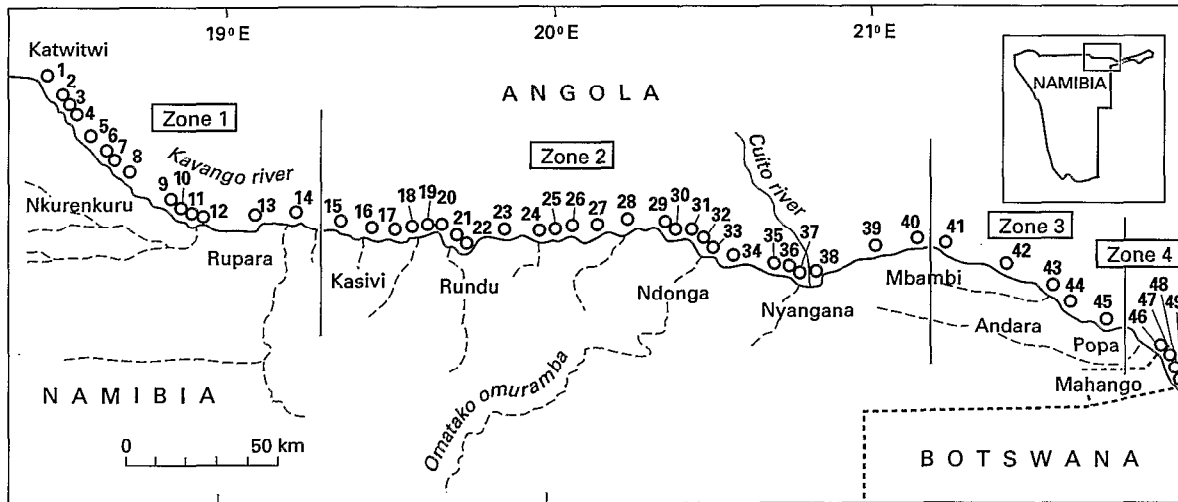 19°E
20°E
21°E
Katwitwi
ANGOLA
NAMIBIA
Zone 1
Zone 2
Zone 3
Zone 4
Kavango river
Cuito river
1
2
3
4
5
6
7
8
9
10
11
12
13
14
15
16
17
18
19
20
21
22
23
24
25
26
27
28
29
30
31
32
33
34
35
36
37
38
39
40
41
42
43
44
45
46
47
48
49
Nkurenkuru
Rupara
Kasivi
Rundu
Ndonga
Nyangana
Mbambi
Andara
Popa
Mahango
Omatako omuramba
NAMIBIA
BOTSWANA
0 50 km